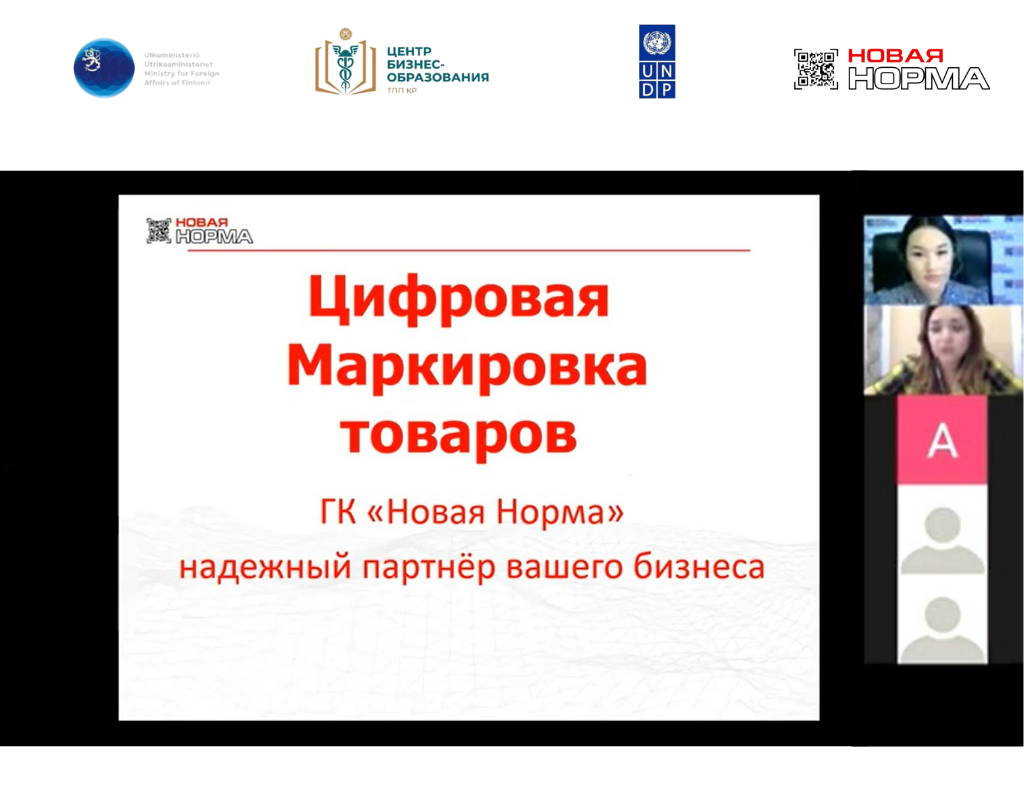 Ulkoministeriö
Utrikesministeriet
Ministry for Foreign
Affairs of Finland
ЦЕНТР
БИЗНЕС-
ОБРАЗОВАНИЯ
ТПП КР
U N
D P
НОВАЯ
НОРМА
НОВАЯ
НОРМА
Цифровая
Маркировка
товаров
ГК «Новая Норма»
надежный партнёр вашего бизнеса
A